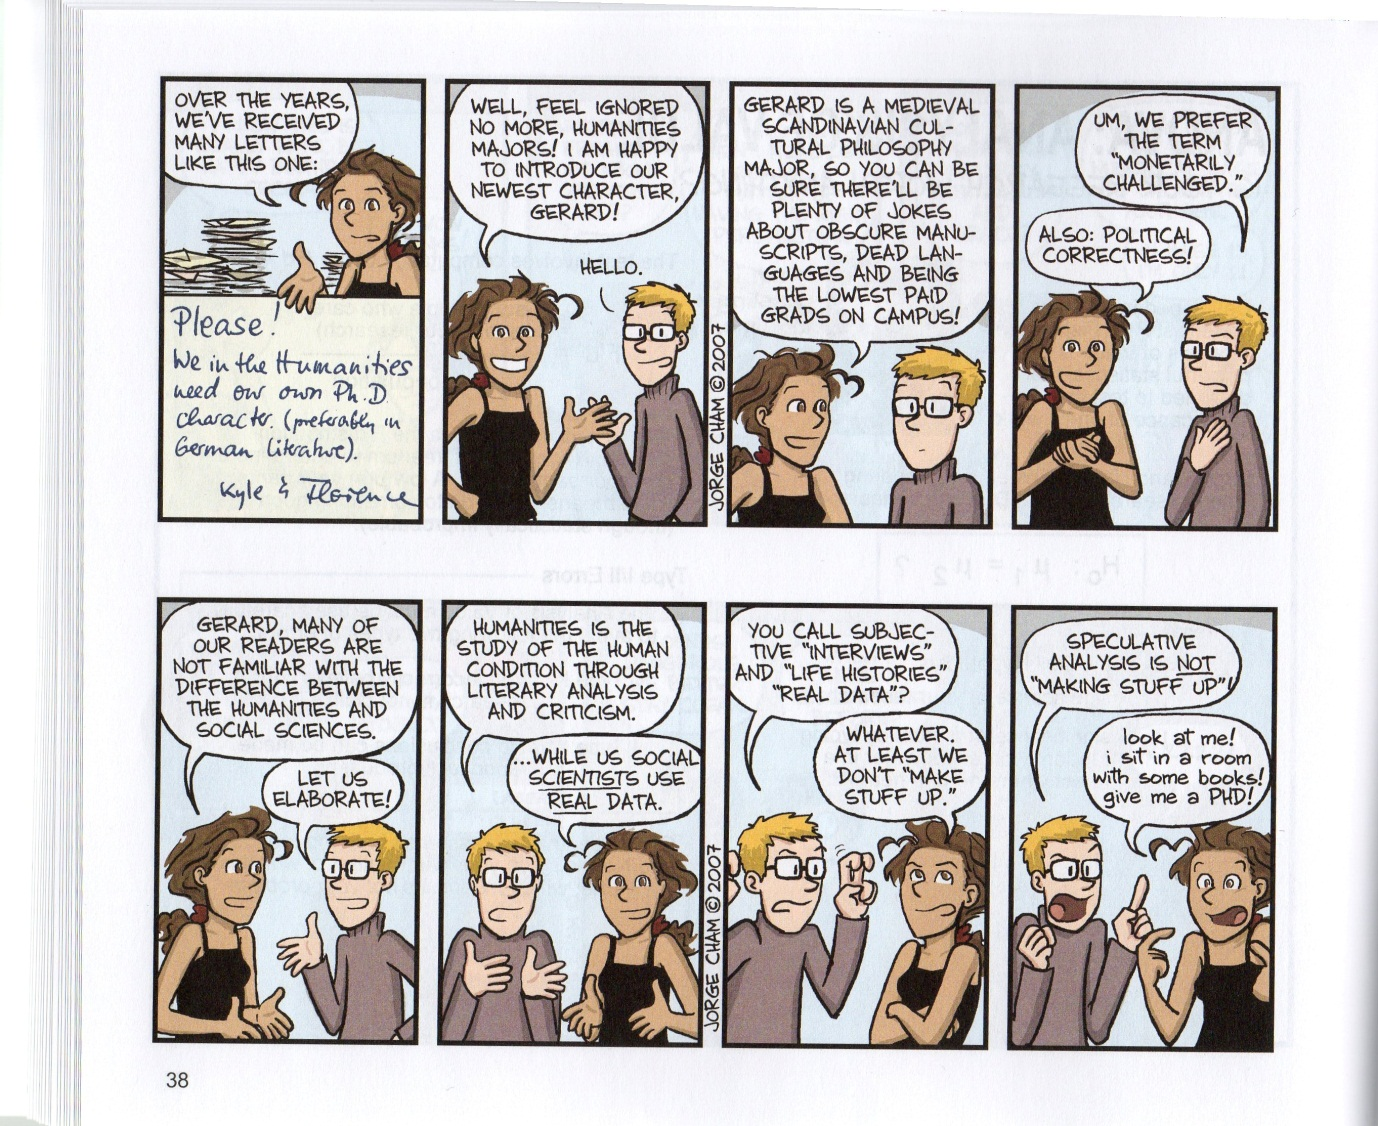 OVER THE YEARS,
WE'VE RECEIVED
MANY LETTERS
LIKE THIS ONE:
Please!
We in the Humanities
need our own Ph.D.
character. (preferably in
German Literature).
Kyle & Florence
WELL, FEEL IGNORED
NO MORE, HUMANITIES
MAJORS! I AM HAPPY
TO INTRODUCE OUR
NEWEST CHARACTER,
GERARD!
HELLO.
JORGE CHAM © 2007
GERARD IS A MEDIEVAL
SCANDINAVIAN CUL-
TURAL PHILOSOPHY
MAJOR, SO YOU CAN BE
SURE THERE'LL BE
PLENTY OF JOKES
ABOUT OBSCURE MANU-
SCRIPTS, DEAD LAN-
GUAGES AND BEING
THE LOWEST PAID
GRADS ON CAMPUS!
UM, WE PREFER
THE TERM
"MONETARILY
CHALLENGED."
ALSO: POLITICAL
CORRECTNESS!
GERARD, MANY OF
OUR READERS ARE
NOT FAMILIAR WITH THE
DIFFERENCE BETWEEN
THE HUMANITIES AND
SOCIAL SCIENCES.
LET US
ELABORATE!
HUMANITIES IS THE
STUDY OF THE HUMAN
CONDITION THROUGH
LITERARY ANALYSIS
AND CRITICISM.
...WHILE US SOCIAL
SCIENTISTS USE
REAL DATA.
JORGE CHAM © 2007
YOU CALL SUBJEC-
TIVE "INTERVIEWS"
AND "LIFE HISTORIES"
"REAL DATA"?
WHATEVER.
AT LEAST WE
DON'T "MAKE
STUFF UP."
SPECULATIVE
ANALYSIS IS NOT
"MAKING STUFF UP"!
look at me!
i sit in a room
with some books!
give me a PHD!
38